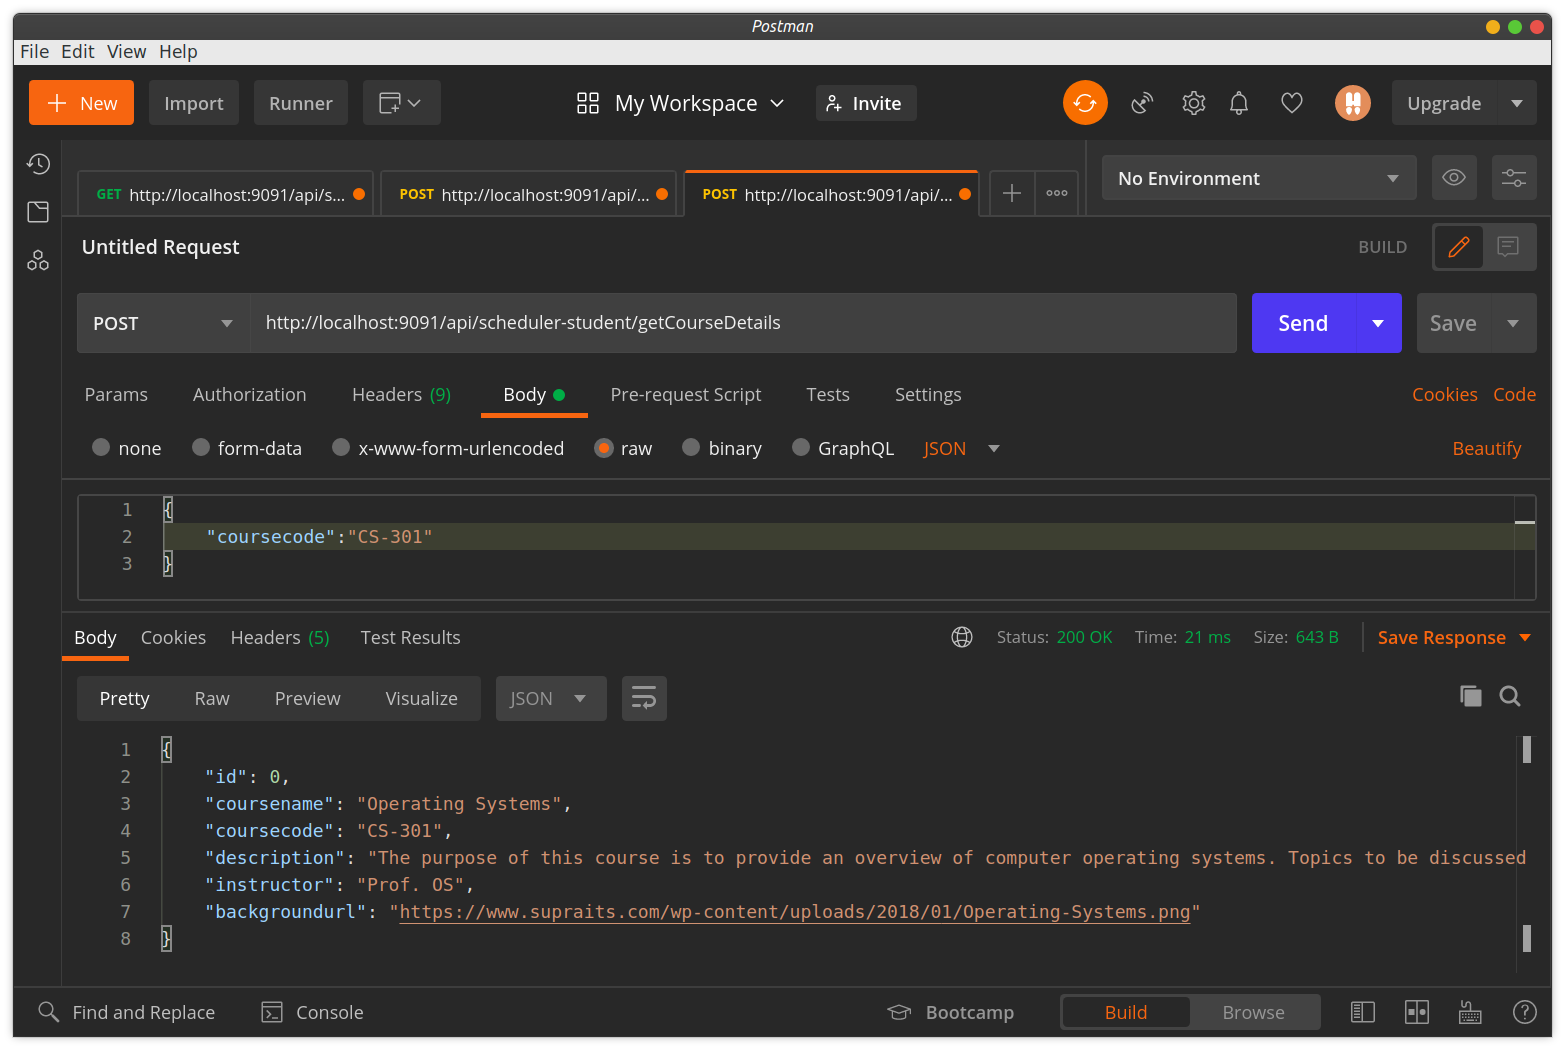 Postman
File Edit View Help
New Import Runner My Workspace Invite Upgrade
GET http://localhost:9091/api/s... POST http://localhost:9091/api/... POST http://localhost:9091/api/... No Environment
Untitled Request BUILD
POST http://localhost:9091/api/scheduler-student/getCourseDetails Send Save
Params Authorization Headers (9) Body Pre-request Script Tests Settings Cookies Code
none form-data x-www-form-urlencoded raw binary GraphQL JSON Beautify
1 {
2 "coursecode":"CS-301"
3 }
Body Cookies Headers (5) Test Results Status: 200 OK Time: 21 ms Size: 643 B Save Response
Pretty Raw Preview Visualize JSON
1 {
2 "id": 0,
3 "coursename": "Operating Systems",
4 "coursecode": "CS-301",
5 "description": "The purpose of this course is to provide an overview of computer operating systems. Topics to be discussed
6 "instructor": "Prof. OS",
7 "backgroundurl": "https://www.supraits.com/wp-content/uploads/2018/01/Operating-Systems.png"
8 }
Find and Replace Console Bootcamp Build Browse